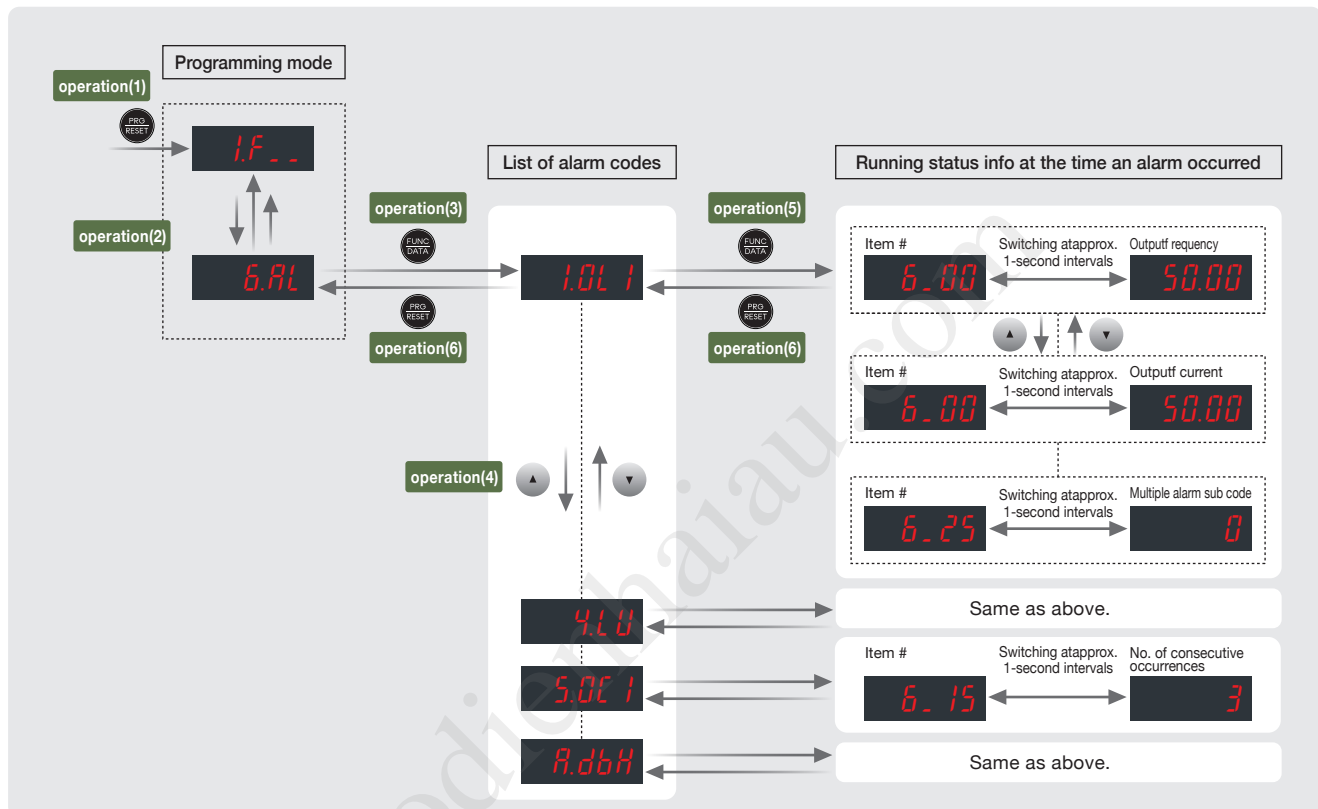 Programming mode
operation(1)
PRG
RESET
1.F _ _
operation(2)
6.AL
List of alarm codes
Running status info at the time an alarm occurred
operation(3)
FUNC
DATA
PRG
RESET
operation(6)
1.OL 1
operation(5)
FUNC
DATA
PRG
RESET
operation(6)
Item #
6_00
Switching atapprox.
1-second intervals
Outputf requency
50.00
Item #
6_00
Switching atapprox.
1-second intervals
Outputf current
50.00
Item #
6_25
Switching atapprox.
1-second intervals
Multiple alarm sub code
0
operation(4)
4.LU
Same as above.
5.OC1
Item #
6_15
Switching atapprox.
1-second intervals
No. of consecutive
occurrences
3
A.dbH
Same as above.